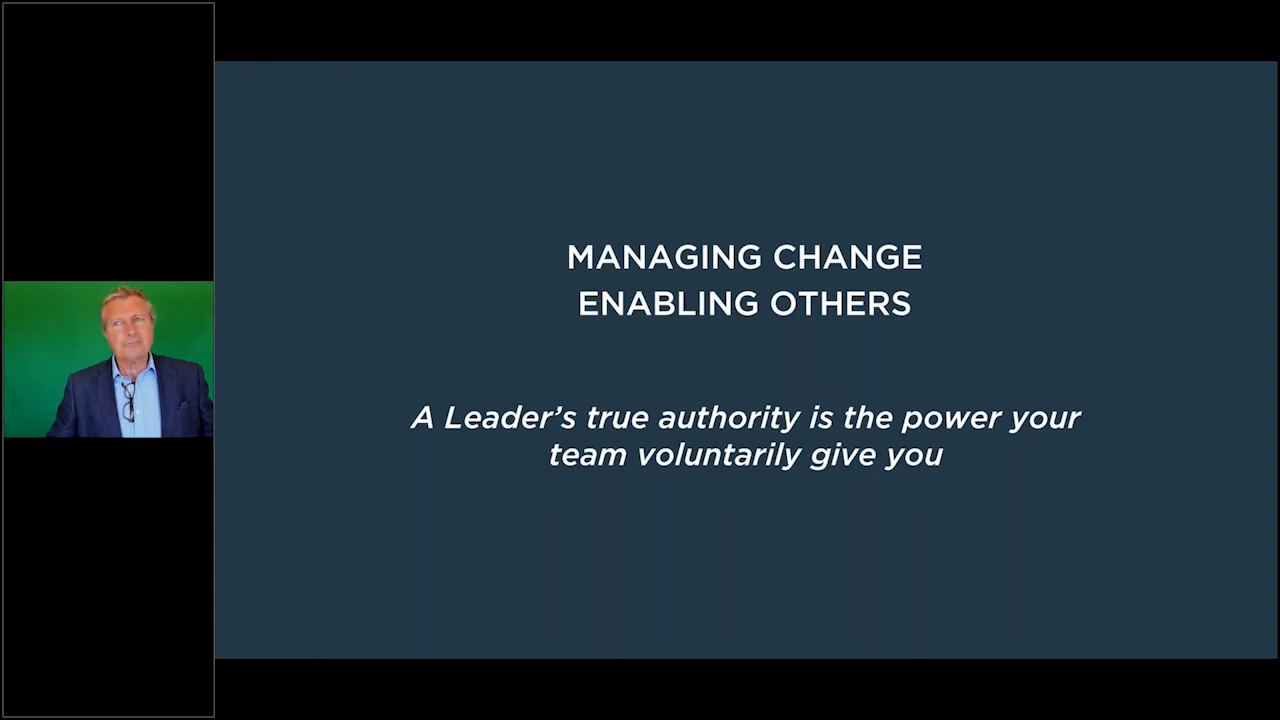 MANAGING CHANGE
ENABLING OTHERS
A Leader’s true authority is the power your
team voluntarily give you